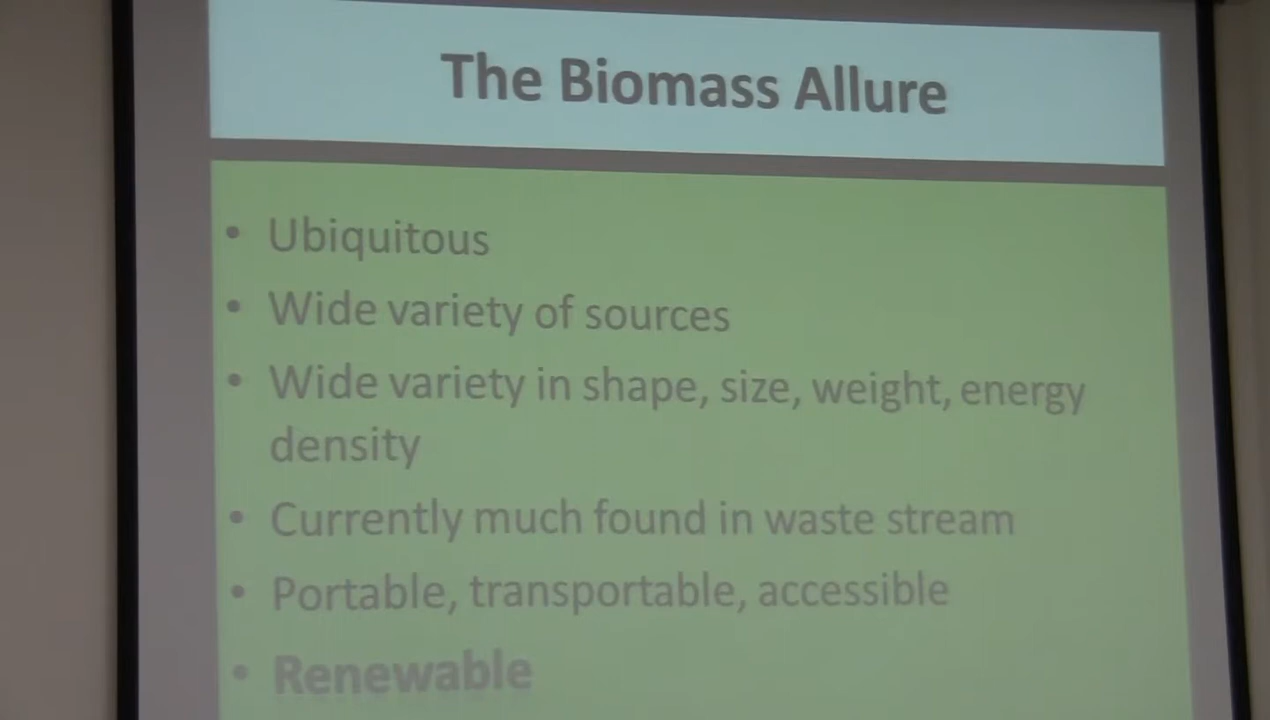 The Biomass Allure
• Ubiquitous
• Wide variety of sources
• Wide variety in shape, size, weight, energy
density
• Currently much found in waste stream
• Portable, transportable, accessible
• Renewable